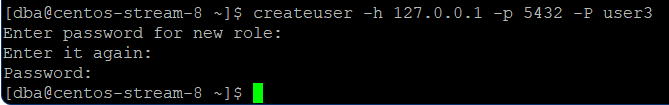 [dba@centos-stream-8 ~]$ createuser -h 127.0.0.1 -p 5432 -P user3
Enter password for new role:
Enter it again:
Password:
[dba@centos-stream-8 ~]$